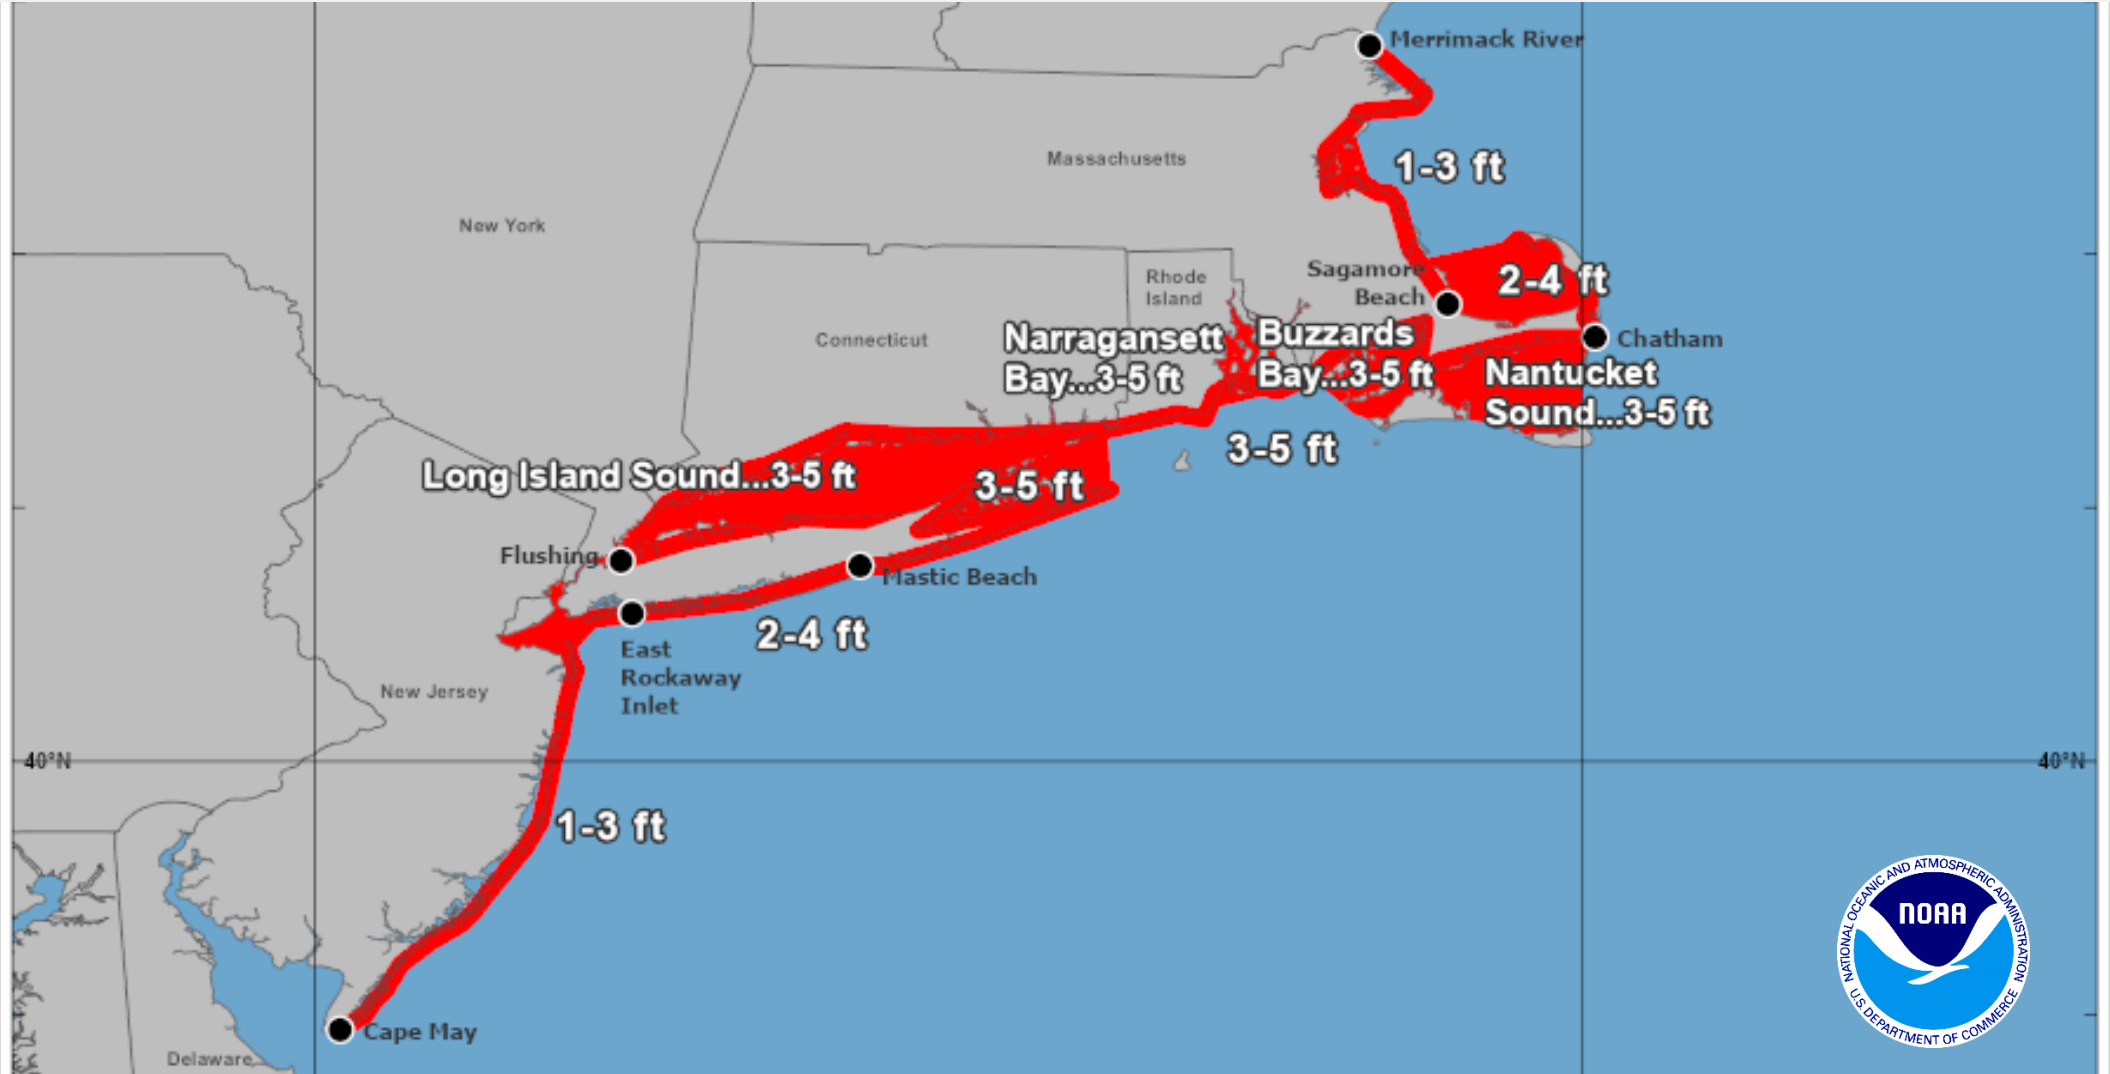 Merrimack River
1-3 ft
Massachusetts
New York
Sagamore
Beach
2-4 ft
Rhode
Island
Connecticut
Narragansett
Bay...3-5 ft
Buzzards
Bay...3-5 ft
Chatham
Nantucket
Sound...3-5 ft
3-5 ft
Long Island Sound...3-5 ft
3-5 ft
Flushing
Mastic Beach
2-4 ft
East
Rockaway
Inlet
New Jersey
40°N
40°N
1-3 ft
Cape May
Delaware
NATIONAL OCEANIC AND ATMOSPHERIC ADMINISTRATION
NOAA
U.S. DEPARTMENT OF COMMERCE